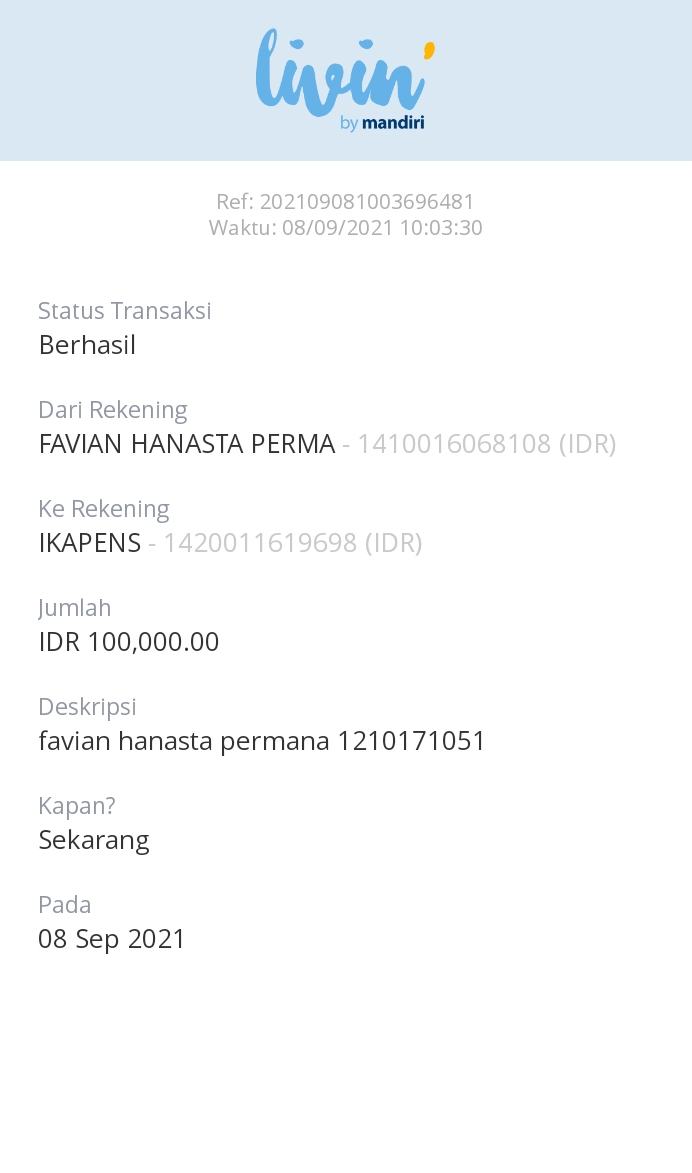 livin'
by mandiri
Ref: 202109081003696481
Waktu: 08/09/2021 10:03:30
Status Transaksi
Berhasil
Dari Rekening
FAVIAN HANASTA PERMA - 1410016068108 (IDR)
Ke Rekening
IKAPENS - 1420011619698 (IDR)
Jumlah
IDR 100,000.00
Deskripsi
favian hanasta permana 1210171051
Kapan?
Sekarang
Pada
08 Sep 2021